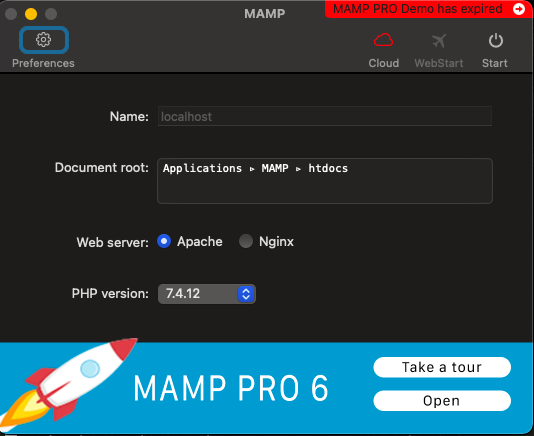 MAMP
MAMP PRO Demo has expired
Preferences
Cloud
WebStart
Start
Name: localhost
Document root: Applications ▹ MAMP ▹ htdocs
Web server: Apache Nginx
PHP version: 7.4.12
MAMP PRO 6
Take a tour
Open